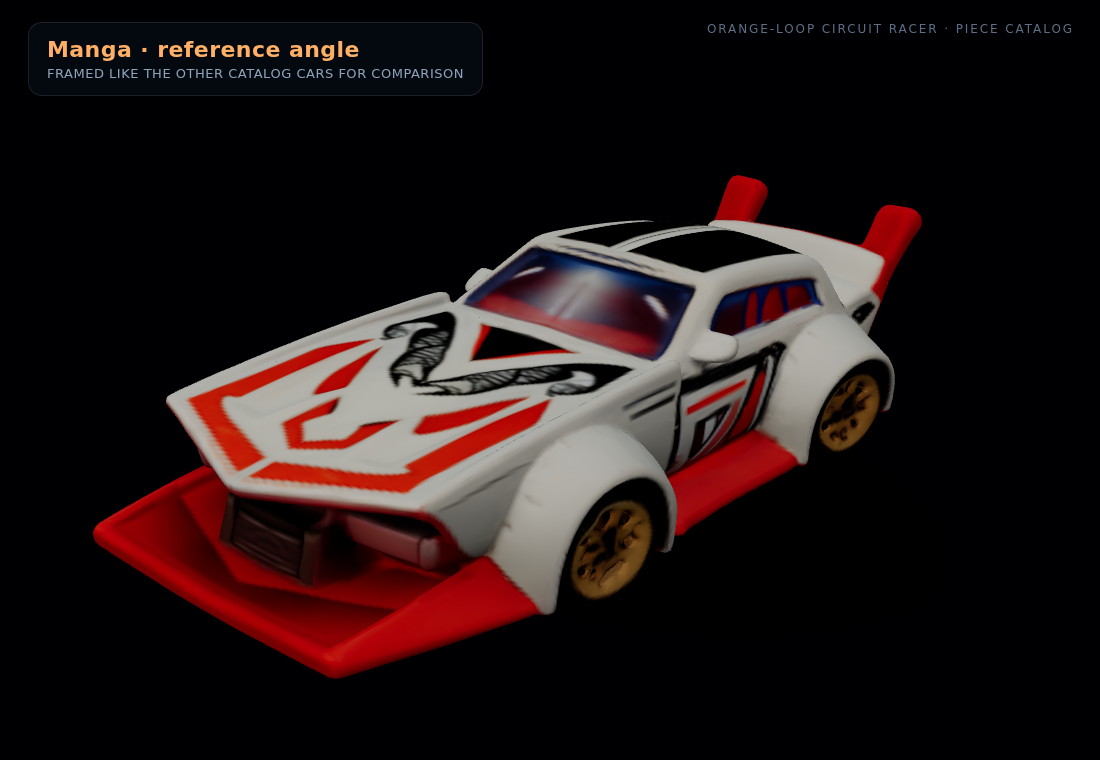 Manga · reference angle
FRAMED LIKE THE OTHER CATALOG CARS FOR COMPARISON
ORANGE-LOOP CIRCUIT RACER · PIECE CATALOG